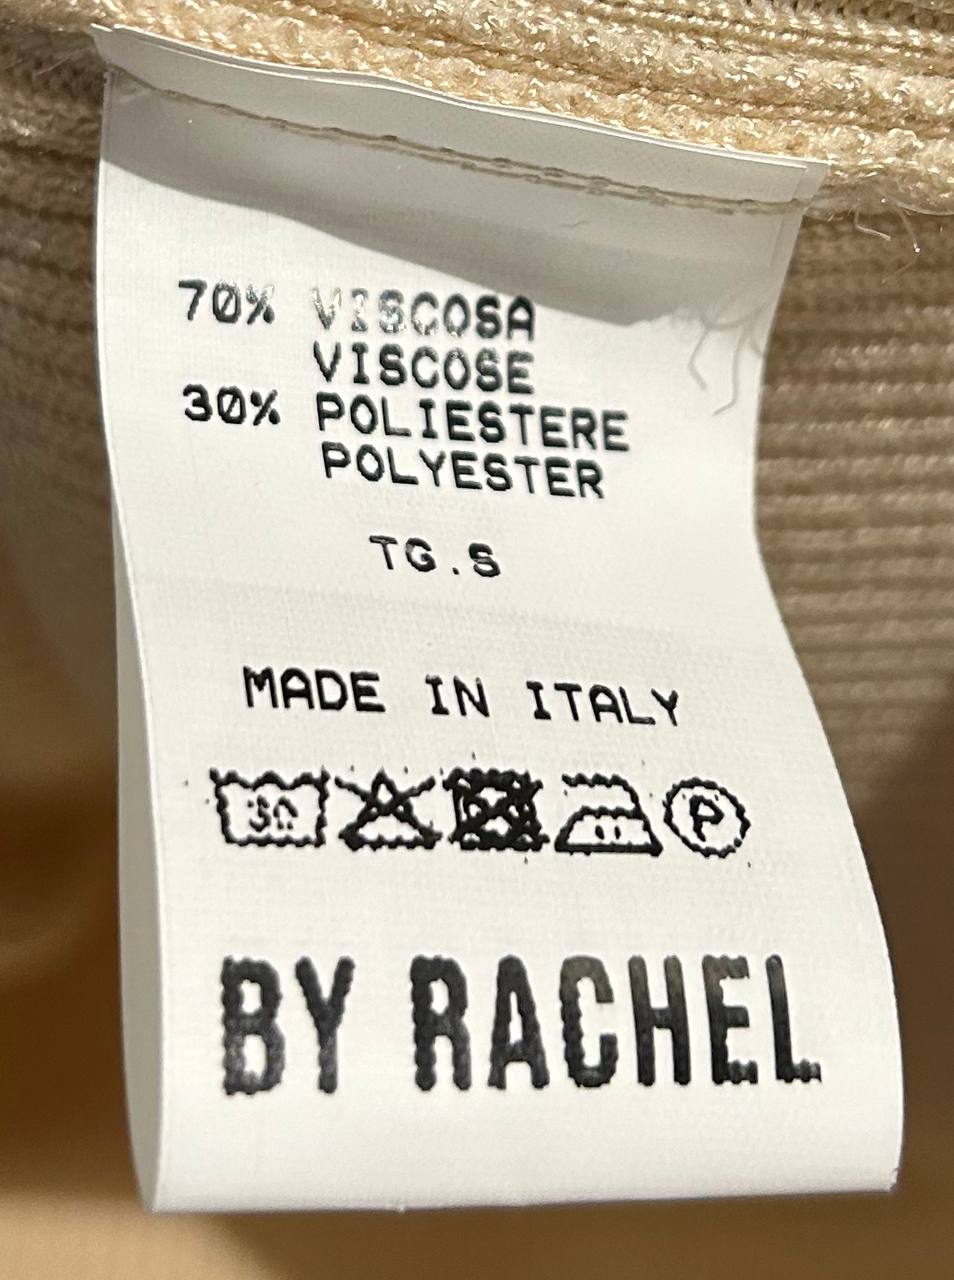 70% VISCOSA
VISCOSE
30% POLIESTERE
POLYESTER
TG.S
MADE IN ITALY
30 P
BY RACHEL